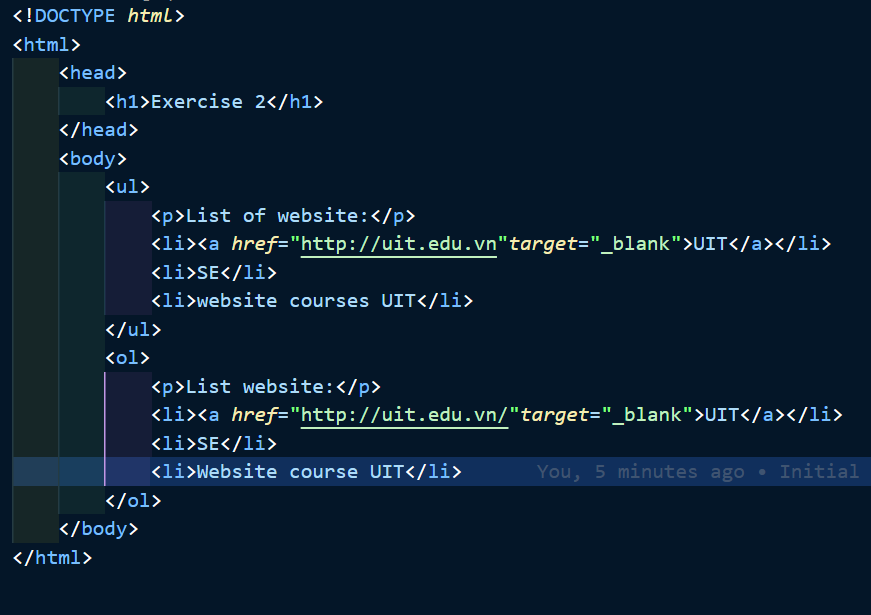 <!DOCTYPE html>
<html>
<head>
<h1>Exercise 2</h1>
</head>
<body>
<ul>
<p>List of website:</p>
<li><a href="http://uit.edu.vn"target="_blank">UIT</a></li>
<li>SE</li>
<li>website courses UIT</li>
</ul>
<ol>
<p>List website:</p>
<li><a href="http://uit.edu.vn/"target="_blank">UIT</a></li>
<li>SE</li>
<li>Website course UIT</li> You, 5 minutes ago • Initial
</ol>
</body>
</html>